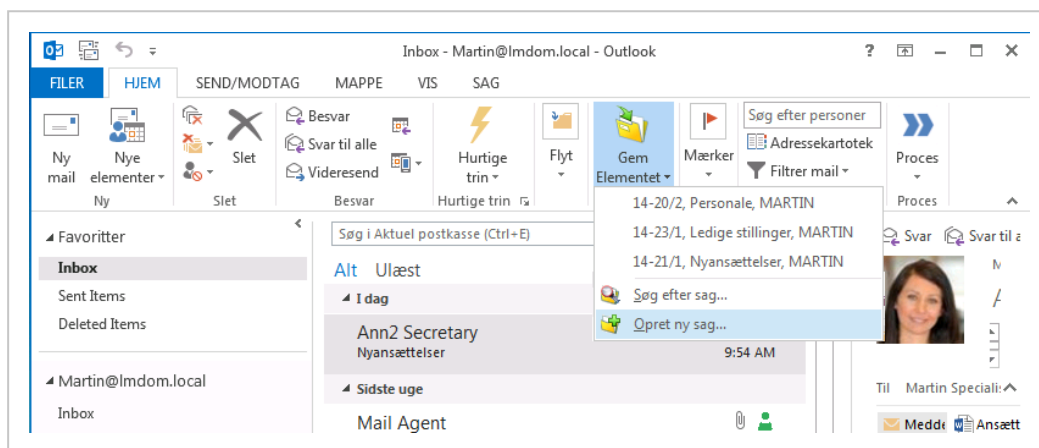 Inbox - Martin@lmdom.local - Outlook
FILER HJEM SEND/MODTAG MAPPE VIS SAG
Ny mail
Nye elementer
Ny
Slet
Slet
Besvar
Svar til alle
Videresend
Besvar
Hurtige trin
Hurtige trin
Flyt
Gem Elementet
Mærker
Søg efter personer
Adressekartotek
Filtrer mail
Proces
Proces
14-20/2, Personale, MARTIN
14-23/1, Ledige stillinger, MARTIN
14-21/1, Nyansættelser, MARTIN
Søg efter sag...
Opret ny sag...
Favoritter
Inbox
Sent Items
Deleted Items
Martin@lmdom.local
Inbox
Søg i Aktuel postkasse (Ctrl+E)
Alt Ulæst
I dag
Ann2 Secretary
Nyansættelser 9:54 AM
Sidste uge
Mail Agent
Svar Svar til
Til Martin